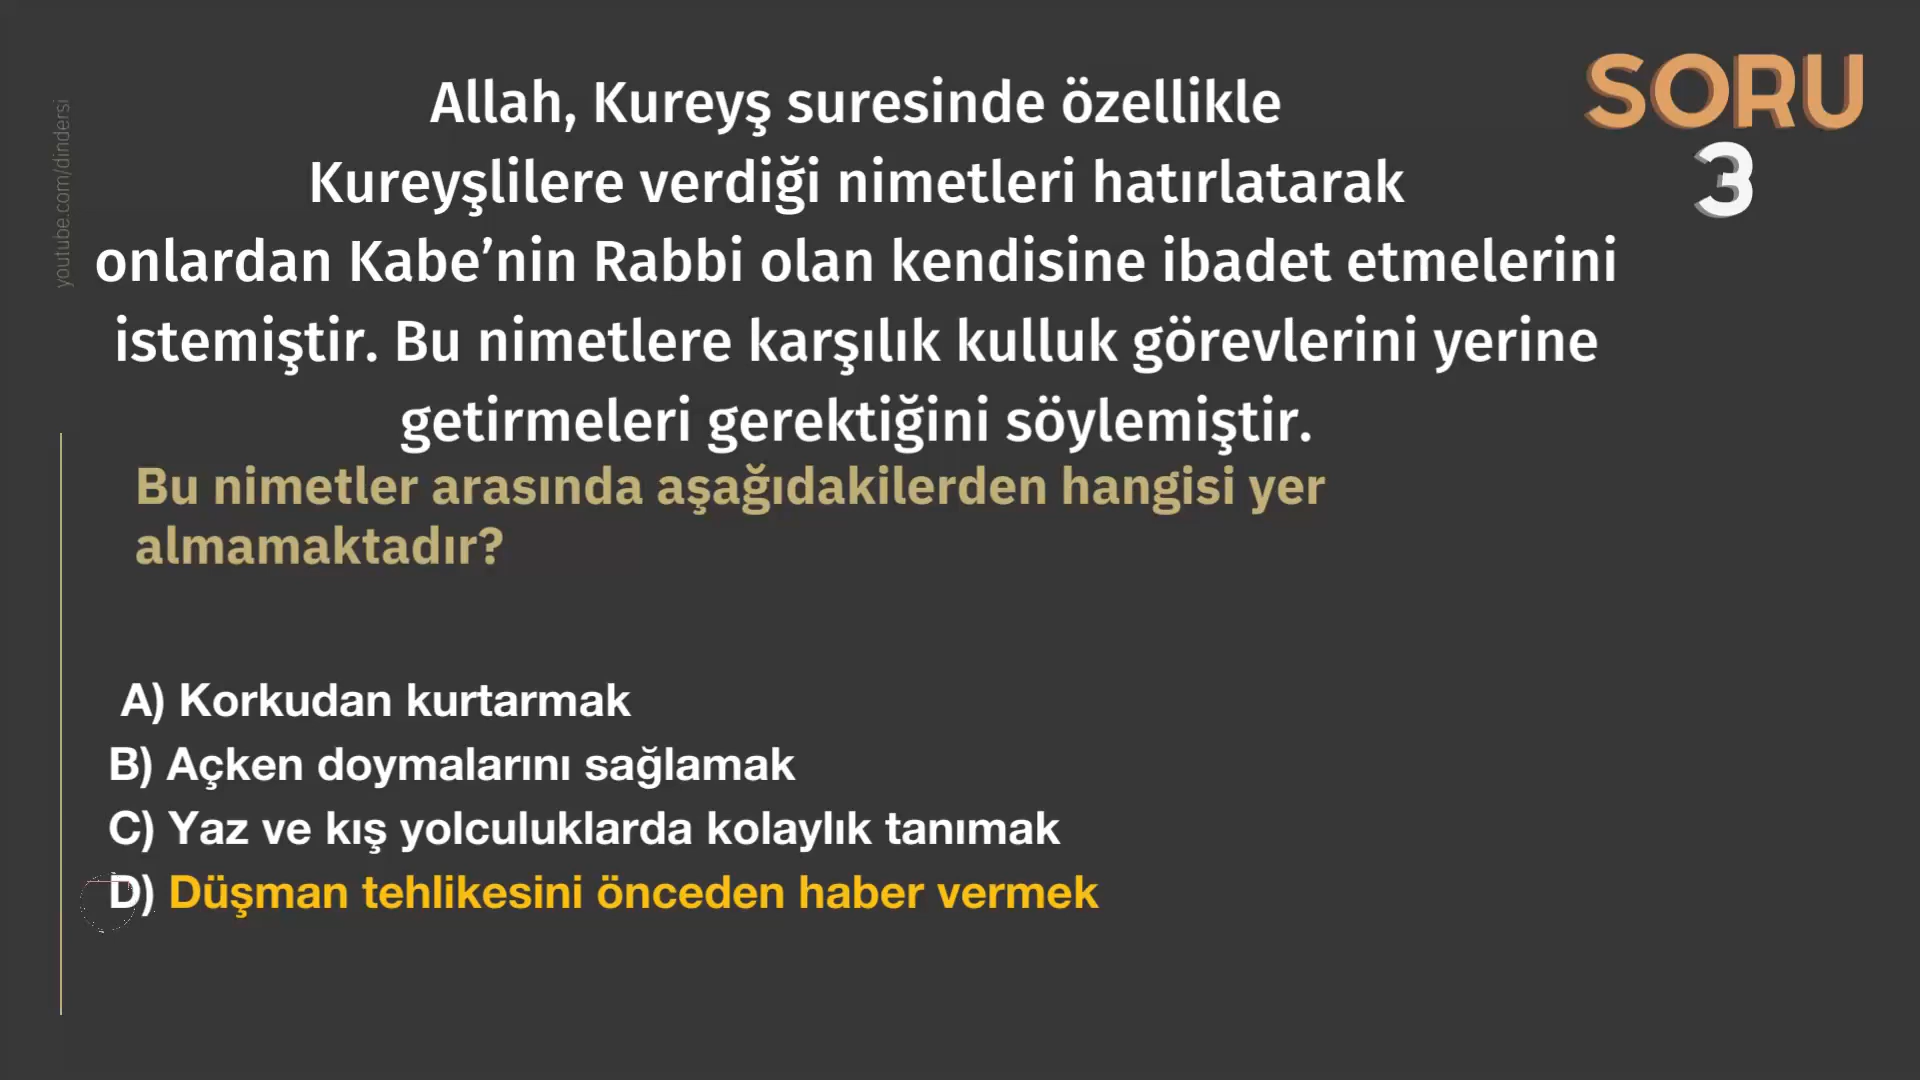 SORU
3
Allah, Kureyş suresinde özellikle
Kureyşlilere verdiği nimetleri hatırlatarak
onlardan Kabe’nin Rabbi olan kendisine ibadet etmelerini
istemiştir. Bu nimetlere karşılık kulluk görevlerini yerine
getirmeleri gerektiğini söylemiştir.
Bu nimetler arasında aşağıdakilerden hangisi yer
almamaktadır?
A) Korkudan kurtarmak
B) Açken doymalarını sağlamak
C) Yaz ve kış yolculuklarda kolaylık tanımak
D) Düşman tehlikesini önceden haber vermek
youtube.com/dindersi